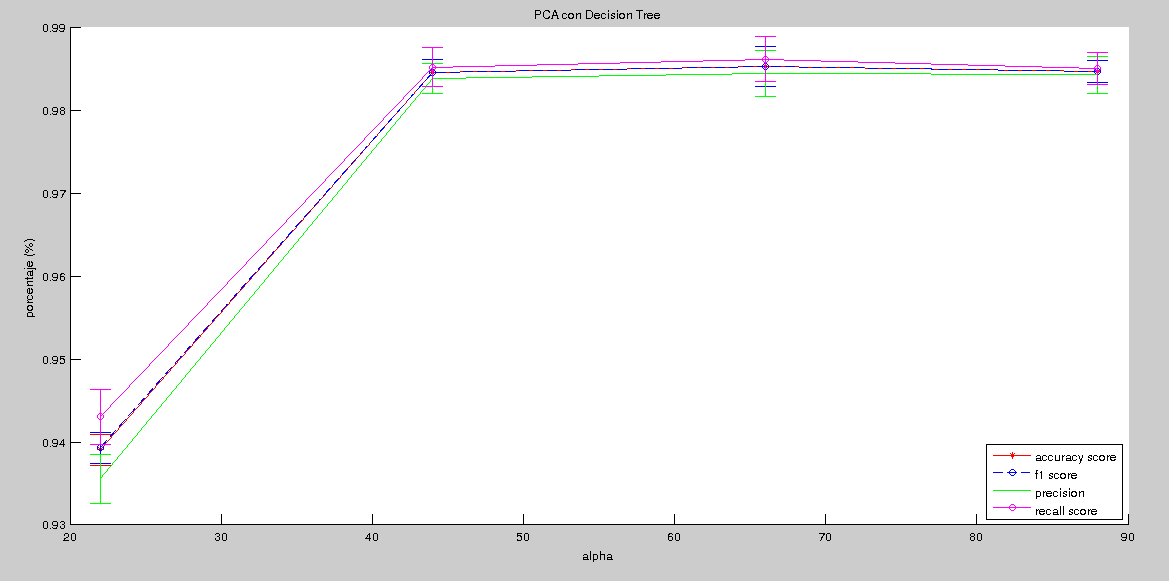 PCA con Decision Tree
0.99
0.98
0.97
0.96
0.95
0.94
0.93
porcentaje (%)
20 30 40 50 60 70 80 90
alpha
accuracy score
f1 score
precision
recall score